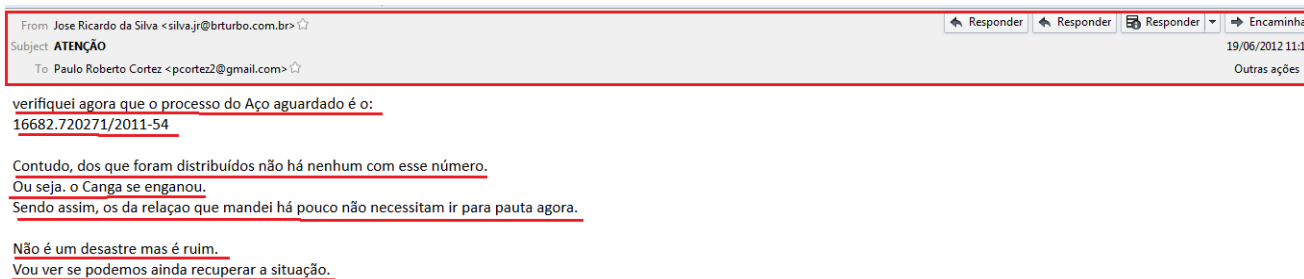 From Jose Ricardo da Silva <silva.jr@brturbo.com.br> Responder Responder Responder Encaminha
Subject ATENÇÃO 19/06/2012 11:1
To Paulo Roberto Cortez <pcortez2@gmail.com> Outras ações
verifiquei agora que o processo do Aço aguardado é o:
16682.720271/2011-54
Contudo, dos que foram distribuídos não há nenhum com esse número.
Ou seja. o Canga se enganou.
Sendo assim, os da relaçao que mandei há pouco não necessitam ir para pauta agora.
Não é um desastre mas é ruim.
Vou ver se podemos ainda recuperar a situação.